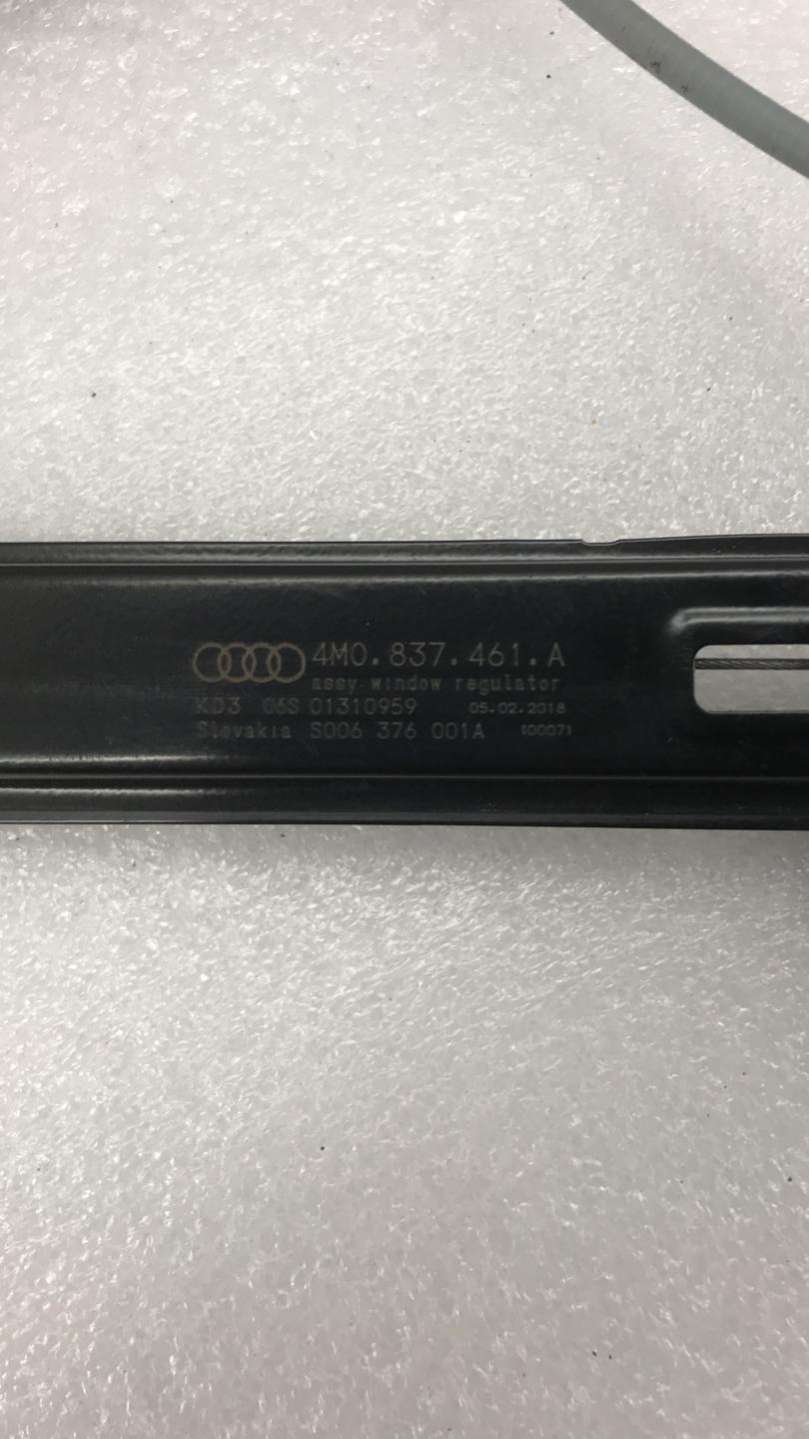 4M0.837.461.A
assy window regulator
KD3 06S 01310959 05.02.2018
Slovakia S006 376 001A 100071